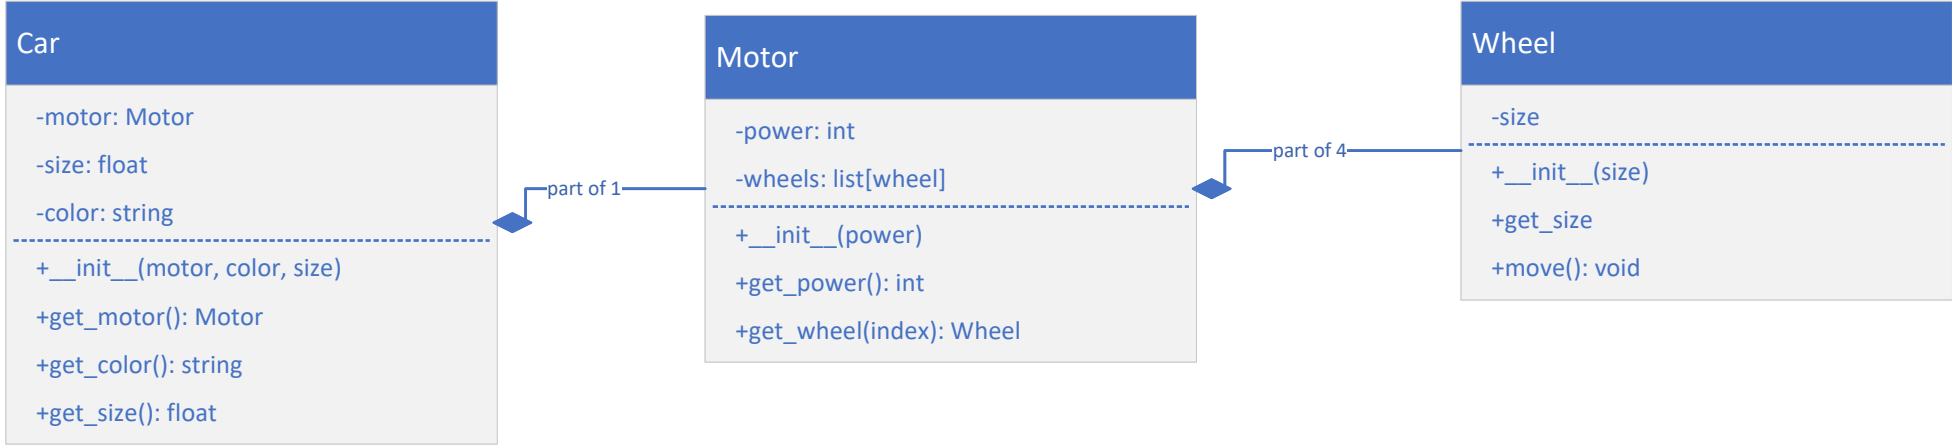 Car
-motor: Motor
-size: float
-color: string
+__init__(motor, color, size)
+get_motor(): Motor
+get_color(): string
+get_size(): float
part of 1
Motor
-power: int
-wheels: list[wheel]
+__init__(power)
+get_power(): int
+get_wheel(index): Wheel
part of 4
Wheel
-size
+__init__(size)
+get_size
+move(): void